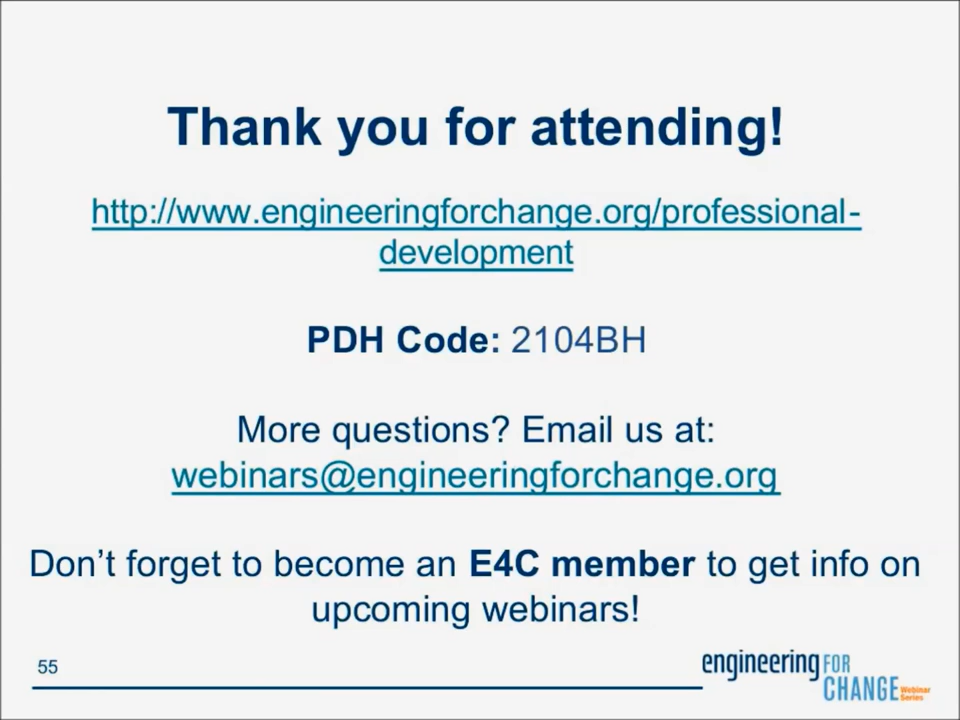 Thank you for attending!
http://www.engineeringforchange.org/professional-
development
PDH Code: 2104BH
More questions? Email us at:
webinars@engineeringforchange.org
Don’t forget to become an E4C member to get info on
upcoming webinars!
55
engineering FOR
CHANGE Webinar
Series